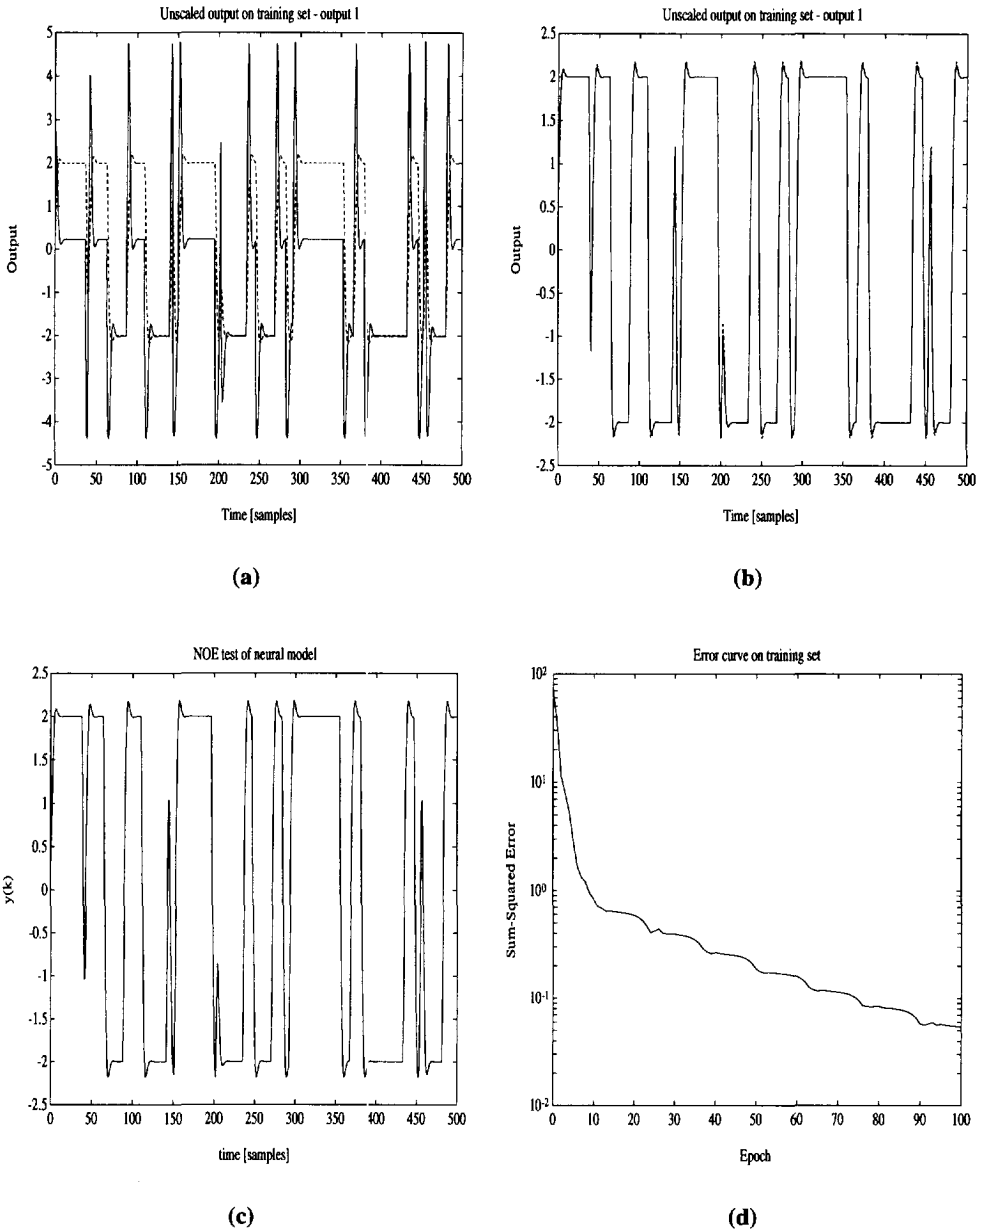 Unscaled output on training set - output 1
5
4
3
2
1
0
-1
-2
-3
-4
-5
Output
0 50 100 150 200 250 300 350 400 450 500
Time [samples]
(a)
Unscaled output on training set - output 1
2.5
2
1.5
1
0.5
0
-0.5
-1
-1.5
-2
-2.5
Output
0 50 100 150 200 250 300 350 400 450 500
Time [samples]
(b)
NOE test of neural model
2.5
2
1.5
1
0.5
0
-0.5
-1
-1.5
-2
-2.5
y(k)
0 50 100 150 200 250 300 350 400 450 500
time [samples]
(c)
Error curve on training set
10²
10¹
10⁰
10⁻¹
10⁻²
Sum-Squared Error
0 10 20 30 40 50 60 70 80 90 100
Epoch
(d)